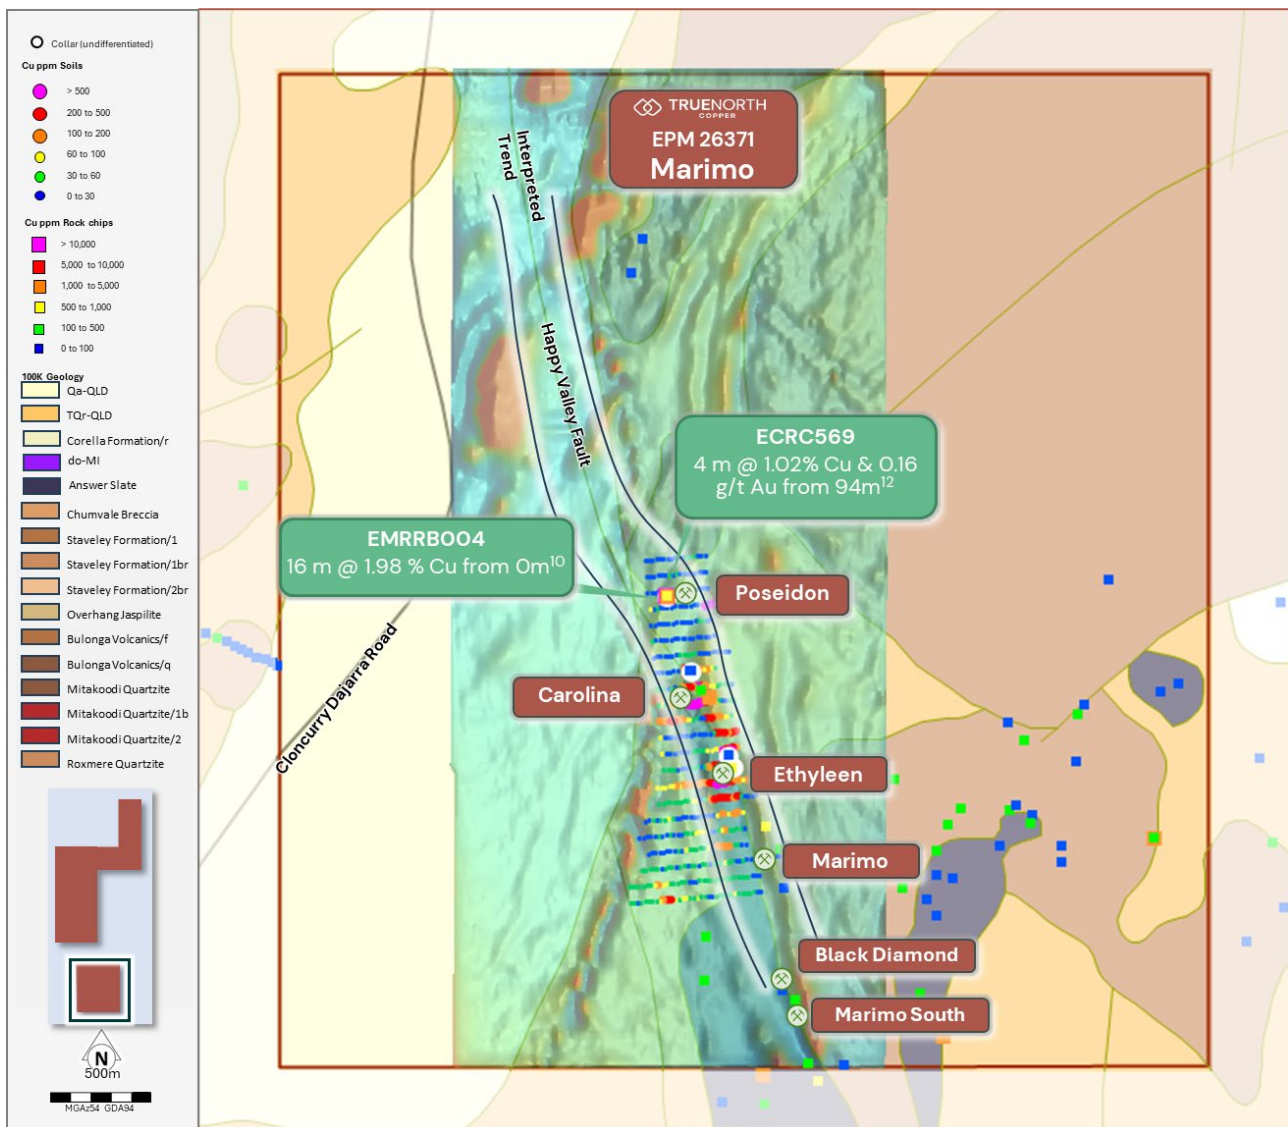 Collar (undifferentiated)
Cu ppm Soils
> 500
200 to 500
100 to 200
60 to 100
30 to 60
0 to 30
Cu ppm Rock chips
> 10,000
5,000 to 10,000
1,000 to 5,000
500 to 1,000
100 to 500
0 to 100
100K Geology
Qa-QLD
TQr-QLD
Corella Formation/r
do-MI
Answer Slate
Chumvale Breccia
Staveley Formation/1
Staveley Formation/1br
Staveley Formation/2br
Overhang Jaspilite
Bulonga Volcanics/f
Bulonga Volcanics/q
Mitakoodi Quartzite
Mitakoodi Quartzite/1b
Mitakoodi Quartzite/2
Roxmere Quartzite
N
500m
MGAz54 GDA94
TRUENORTH
COPPER
EPM 26371
Marimo
Interpreted
Trend
Happy Valley Fault
ECRC569
4 m @ 1.02% Cu & 0.16
g/t Au from 94m¹²
EMRRB004
16 m @ 1.98 % Cu from 0m¹⁰
Poseidon
Carolina
Cloncurry Dajarra Road
Ethyleen
Marimo
Black Diamond
Marimo South